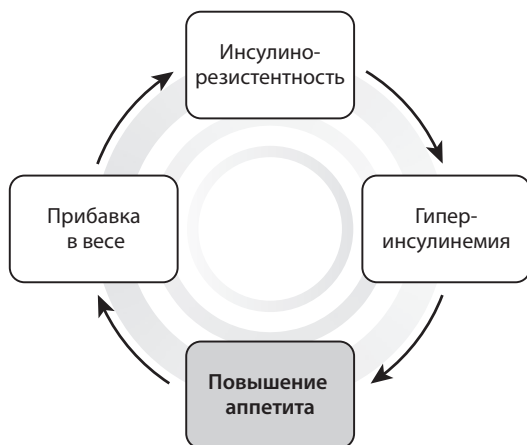 Инсулино-
резистентность
Гипер-
инсулинемия
Повышение
аппетита
Прибавка
в весе